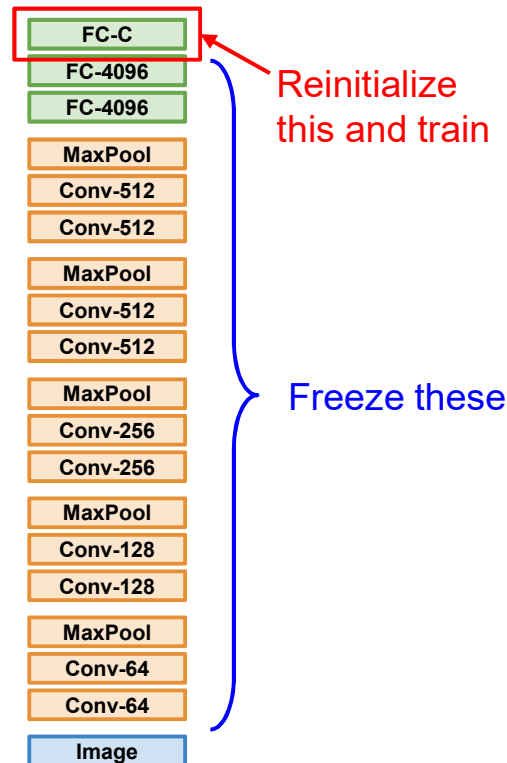 FC-C
FC-4096
FC-4096
MaxPool
Conv-512
Conv-512
MaxPool
Conv-512
Conv-512
MaxPool
Conv-256
Conv-256
MaxPool
Conv-128
Conv-128
MaxPool
Conv-64
Conv-64
Image
Reinitialize
this and train
Freeze these